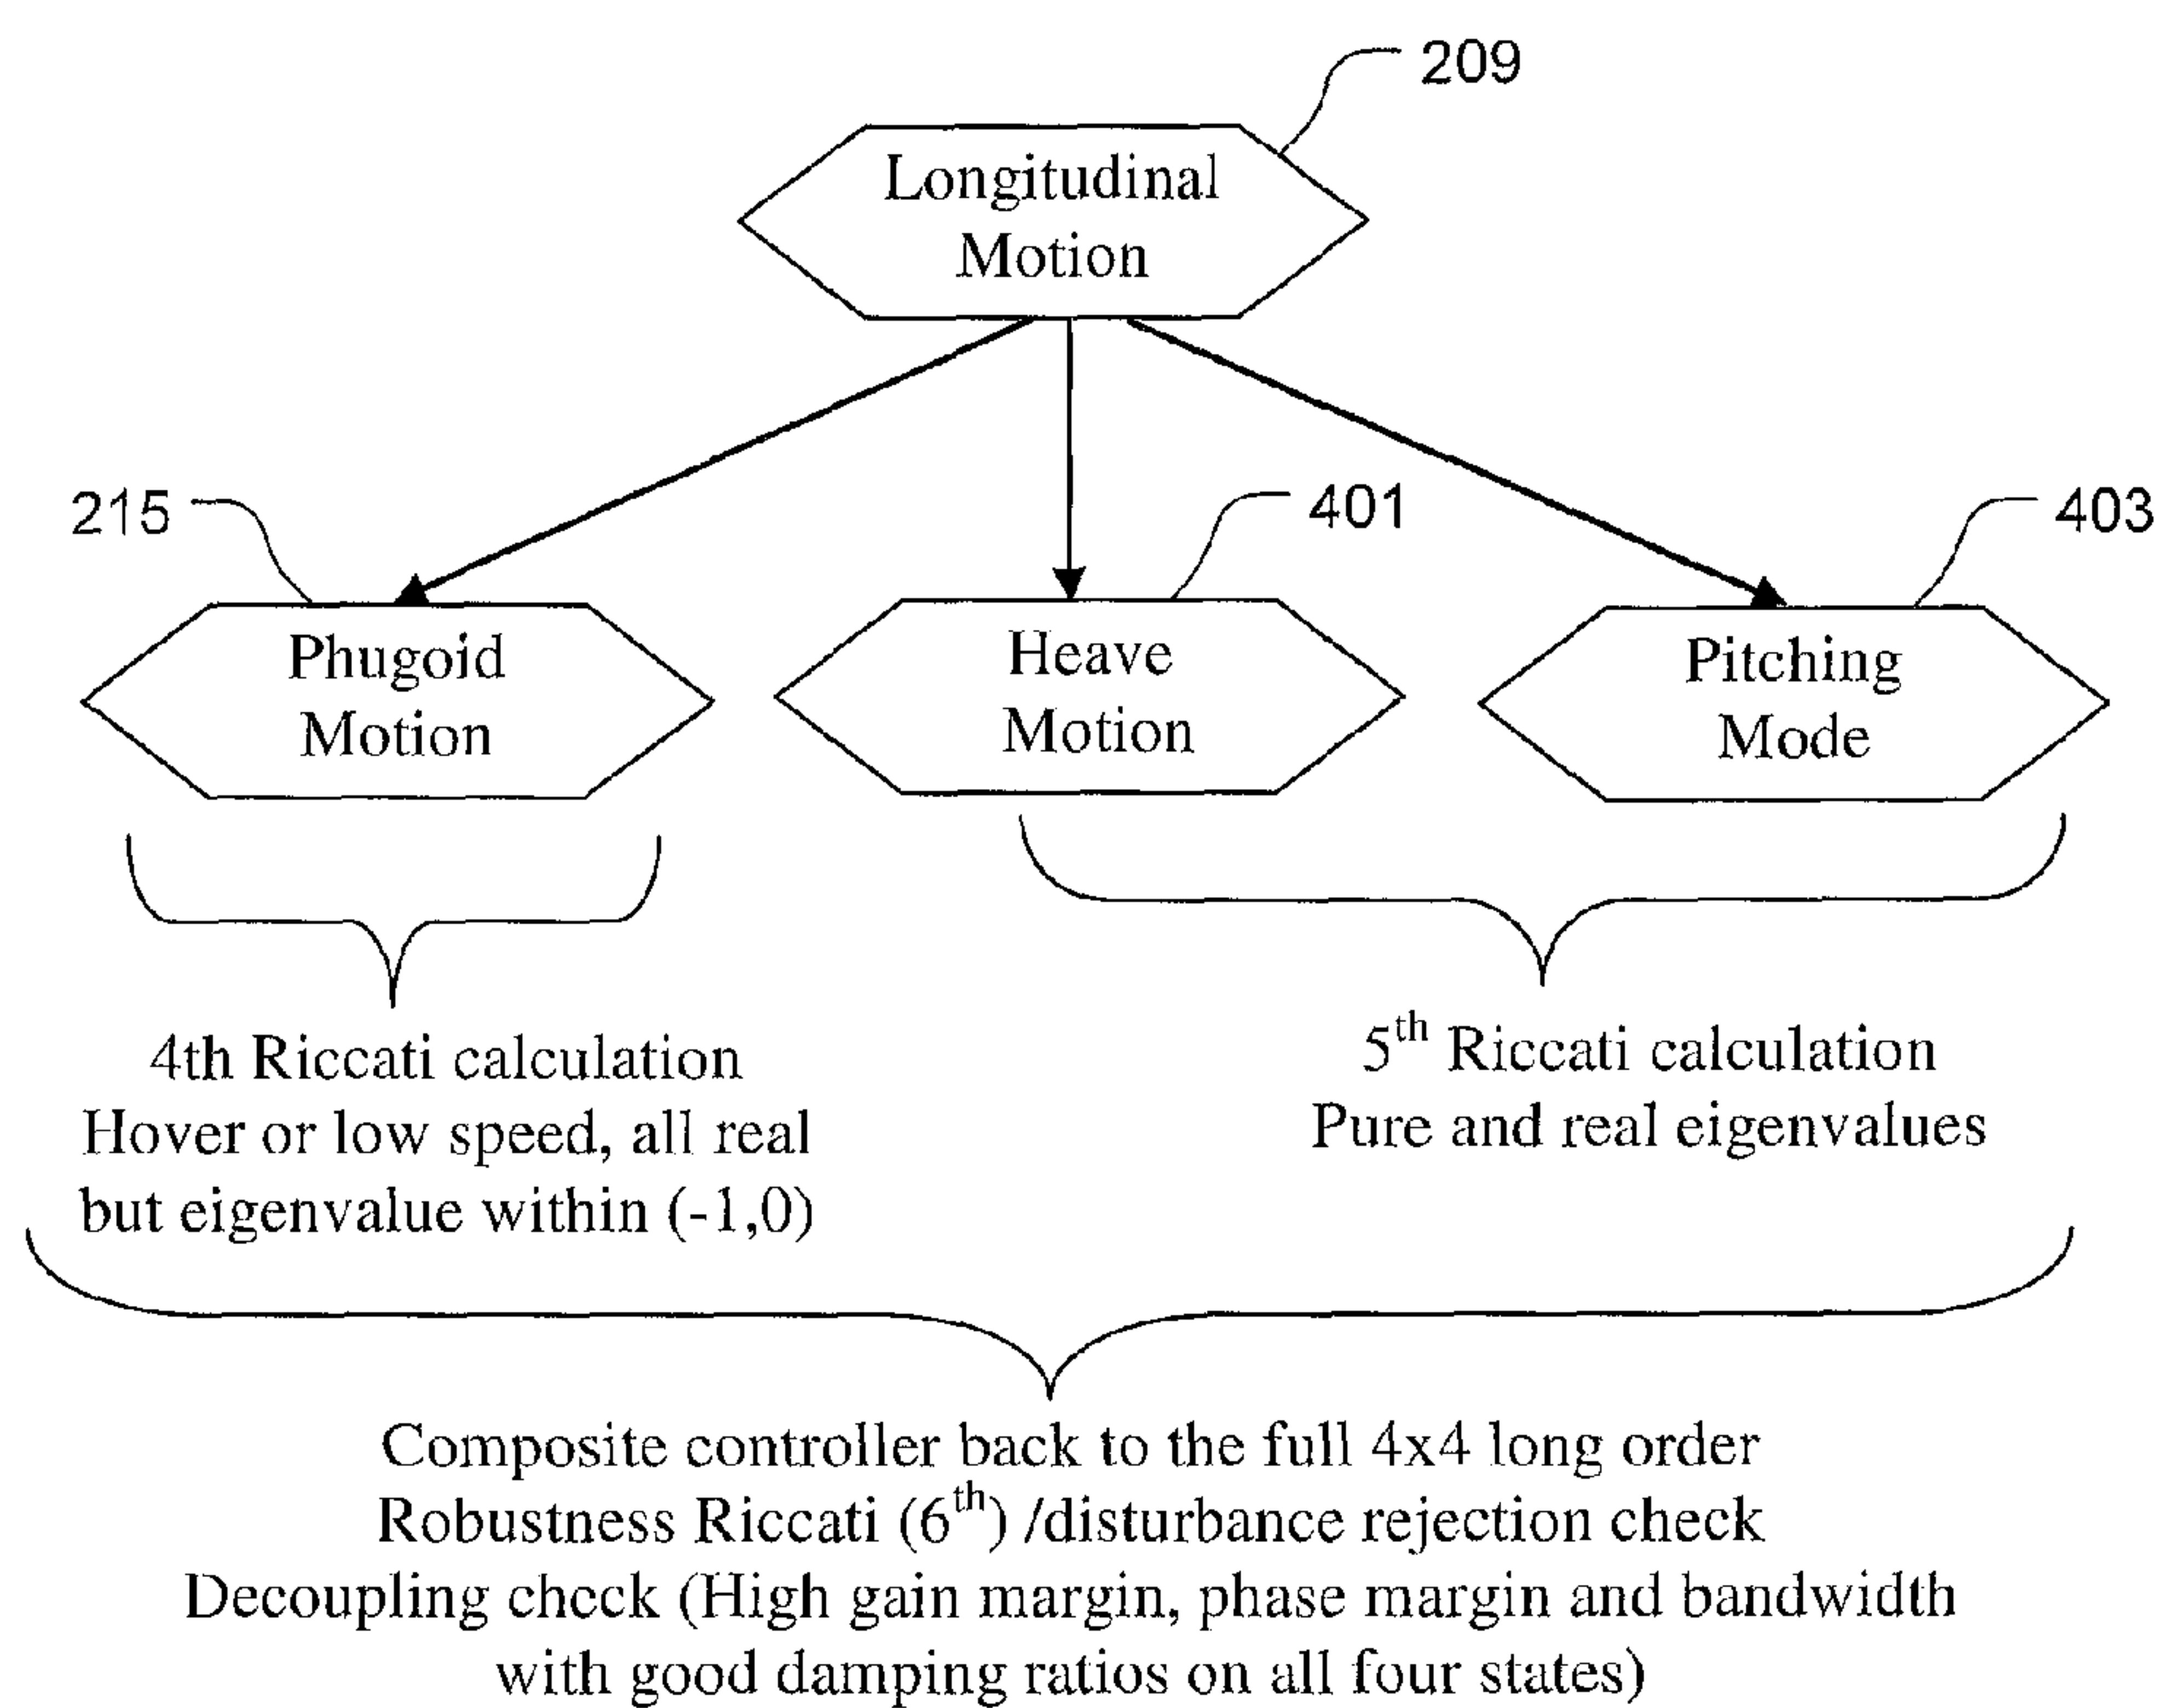 209
Longitudinal
Motion
215
401
403
Phugoid
Motion
Heave
Motion
Pitching
Mode
4th Riccati calculation
Hover or low speed, all real
but eigenvalue within (-1,0)
5th Riccati calculation
Pure and real eigenvalues
Composite controller back to the full 4x4 long order
Robustness Riccati (6th) /disturbance rejection check
Decoupling check (High gain margin, phase margin and bandwidth
with good damping ratios on all four states)